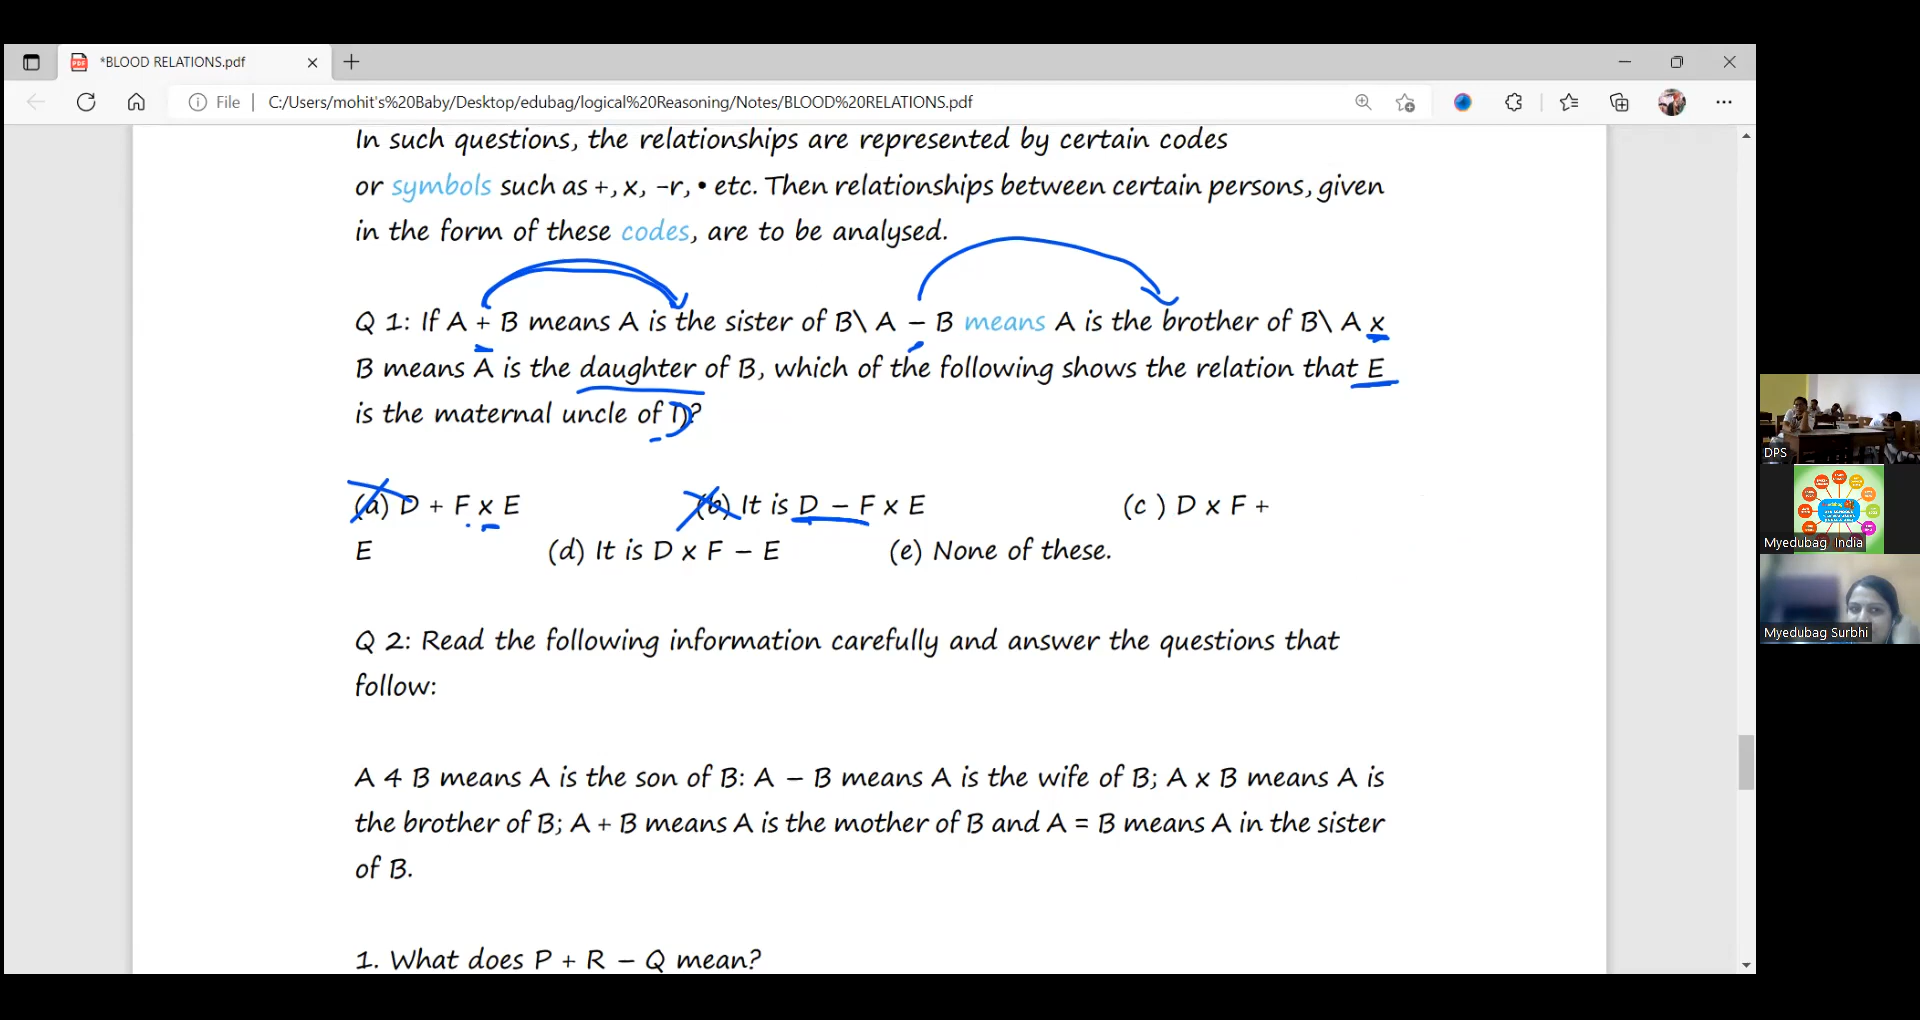 *BLOOD RELATIONS.pdf
File | C:/Users/mohit's%20Baby/Desktop/edubag/logical%20Reasoning/Notes/BLOOD%20RELATIONS.pdf
In such questions, the relationships are represented by certain codes
or symbols such as +, x, -r, • etc. Then relationships between certain persons, given
in the form of these codes, are to be analysed.
Q 1: If A + B means A is the sister of B\ A – B means A is the brother of B\ A x
B means A is the daughter of B, which of the following shows the relation that E
is the maternal uncle of D?
(a) D + F x E (b) It is D – F x E (c ) D x F +
E (d) It is D x F – E (e) None of these.
Q 2: Read the following information carefully and answer the questions that
follow:
A 4 B means A is the son of B: A – B means A is the wife of B; A x B means A is
the brother of B; A + B means A is the mother of B and A = B means A in the sister
of B.
1. What does P + R – Q mean?
DPS
Myedubag India
Myedubag Surbhi